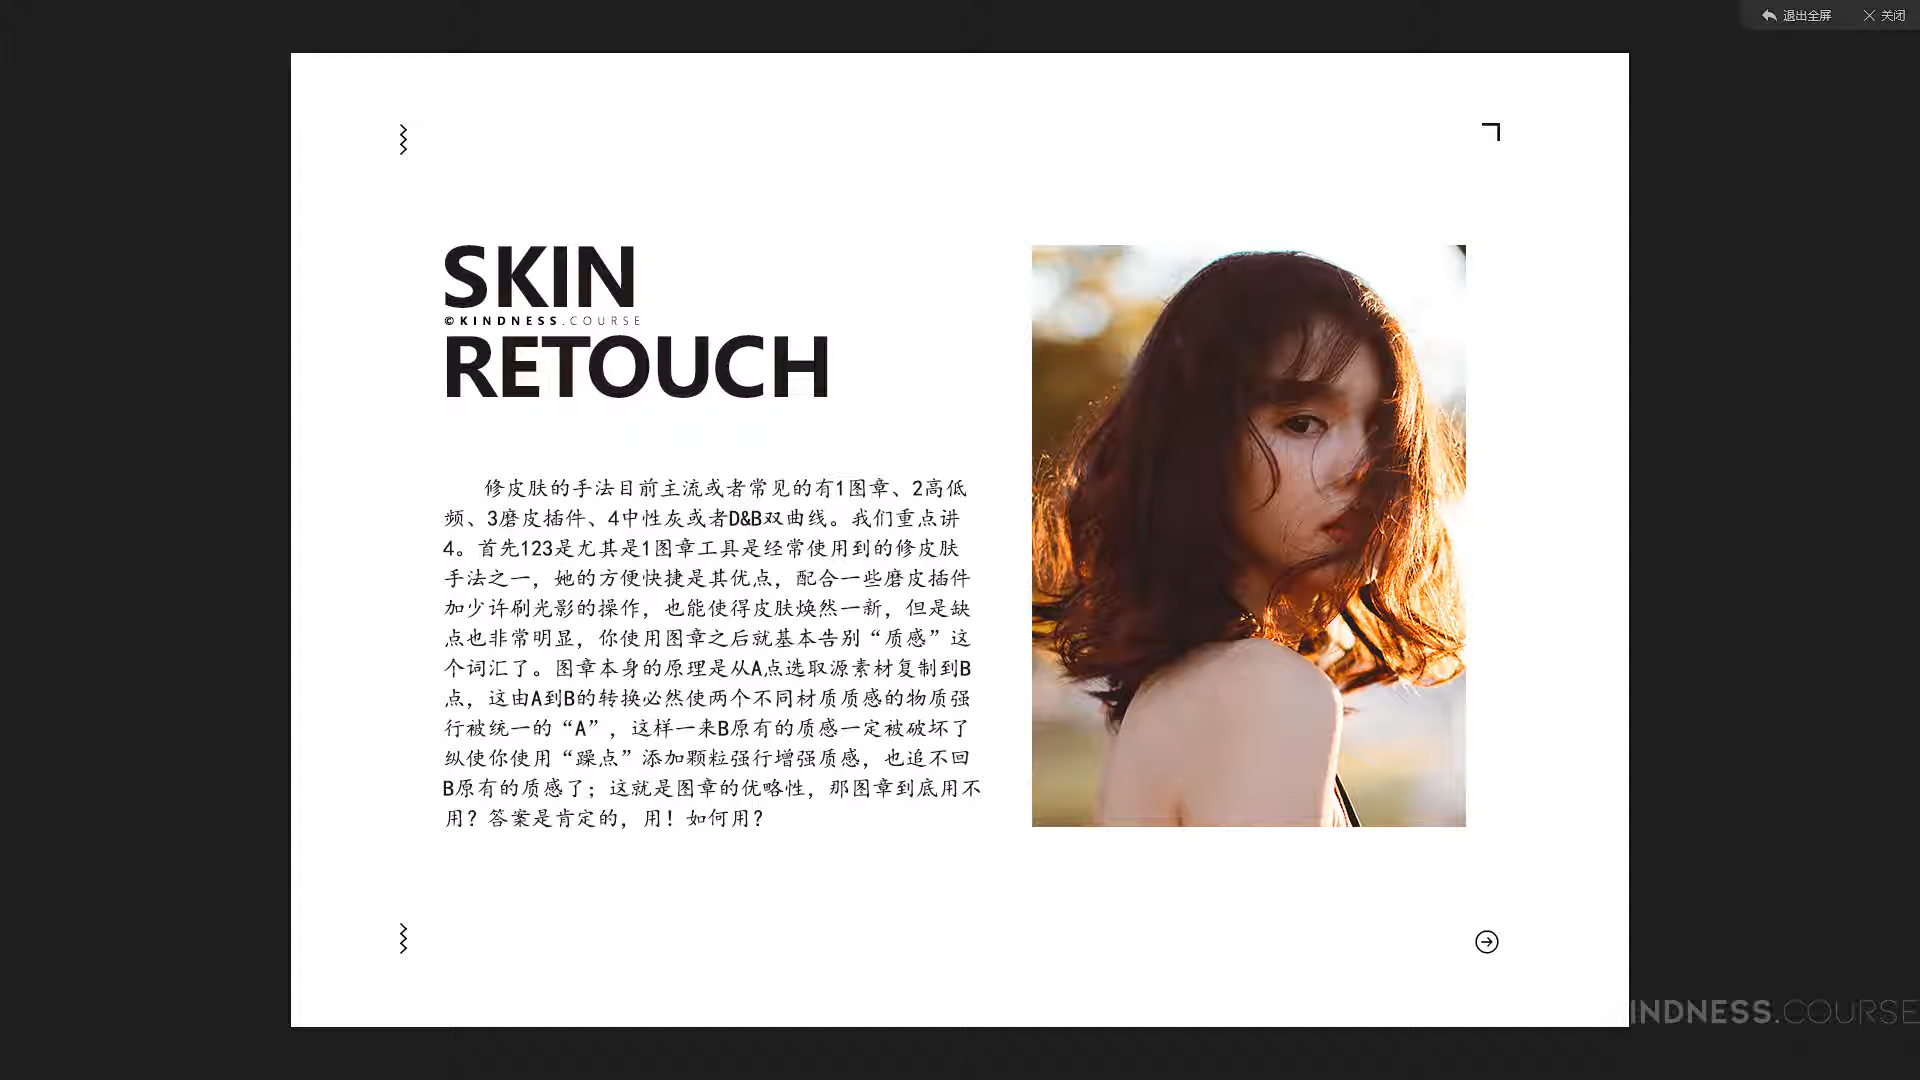 退出全屏 关闭
SKIN
©KINDNESS.COURSE
RETOUCH
修皮肤的手法目前主流或者常见的有1图章、2高低
频、3磨皮插件、4中性灰或者D&B双曲线。我们重点讲
4。首先123是尤其是1图章工具是经常使用到的修皮肤
手法之一，她的方便快捷是其优点，配合一些磨皮插件
加少许刷光影的操作，也能使得皮肤焕然一新，但是缺
点也非常明显，你使用图章之后就基本告别“质感”这
个词汇了。图章本身的原理是从A点选取源素材复制到B
点，这由A到B的转换必然使两个不同材质质感的物质强
行被统一的“A”，这样一来B原有的质感一定被破坏了
纵使你使用“躁点”添加颗粒强行增强质感，也追不回
B原有的质感了；这就是图章的优略性，那图章到底用不
用？答案是肯定的，用！如何用？
INDNESS.COURSE